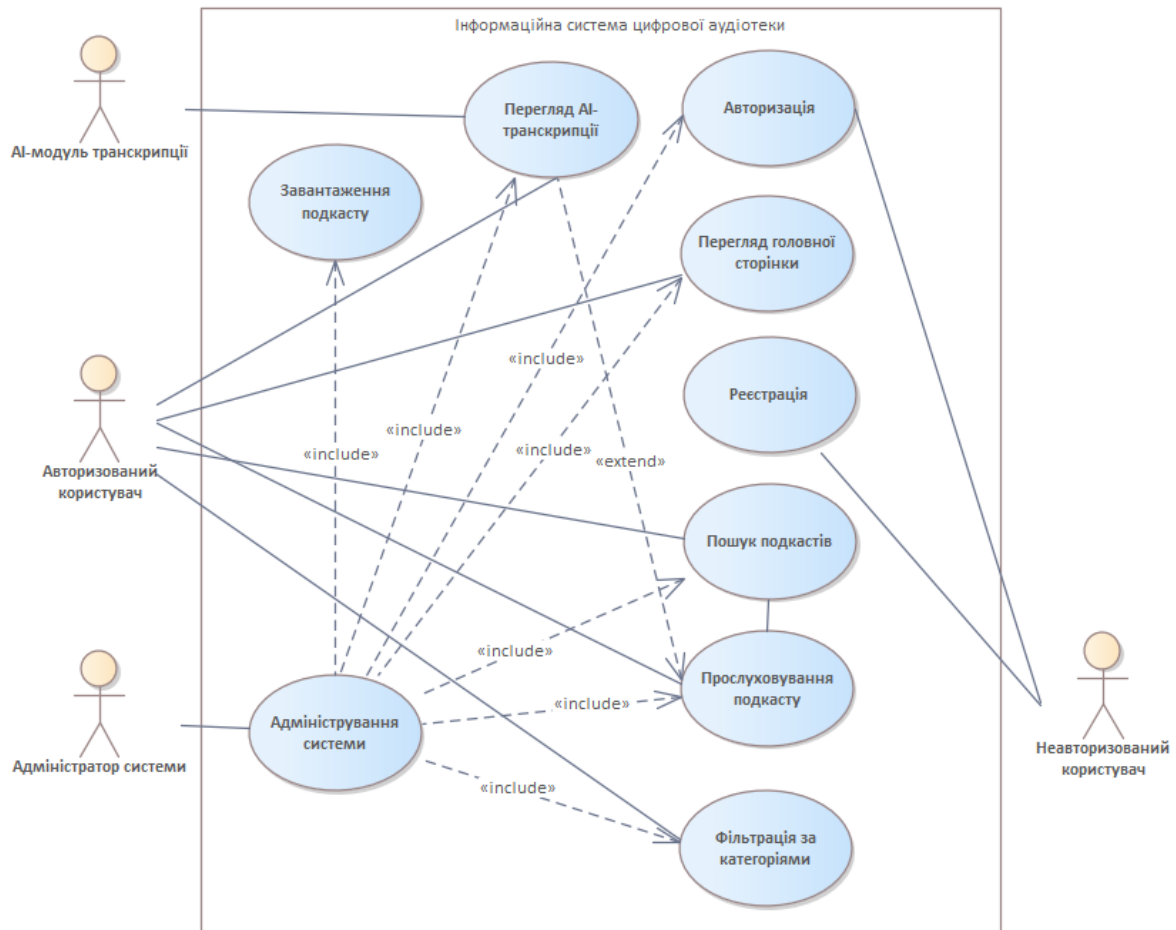 Інформаційна система цифрової аудіотеки
AI-модуль транскрипції
Перегляд AI-
транскрипції
Авторизація
Завантаження
подкасту
Перегляд головної
сторінки
«include»
Реєстрація
«include»
«include»
«include»
«extend»
Авторизований
користувач
Пошук подкастів
«include»
Прослуховування
подкасту
«include»
Адміністрування
системи
Адміністратор системи
Неавторизований
користувач
«include»
Фільтрація за
категоріями